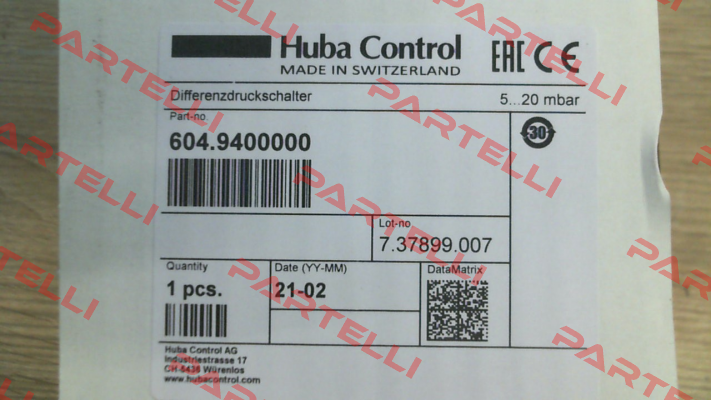 Huba Control
MADE IN SWITZERLAND
EAC CE
Differenzdruckschalter 5...20 mbar
Part-no.
604.9400000
30
Lot-no.
7.37899.007
Quantity
1 pcs.
Date (YY-MM)
21-02
DataMatrix
Huba Control AG
Industriestrasse 17
CH-5436 Würenlos
www.hubacontrol.com
PARTELLI
PARTELLI
PARTELLI
PARTELLI
PARTELLI
PARTELLI
PARTELLI
PARTELLI